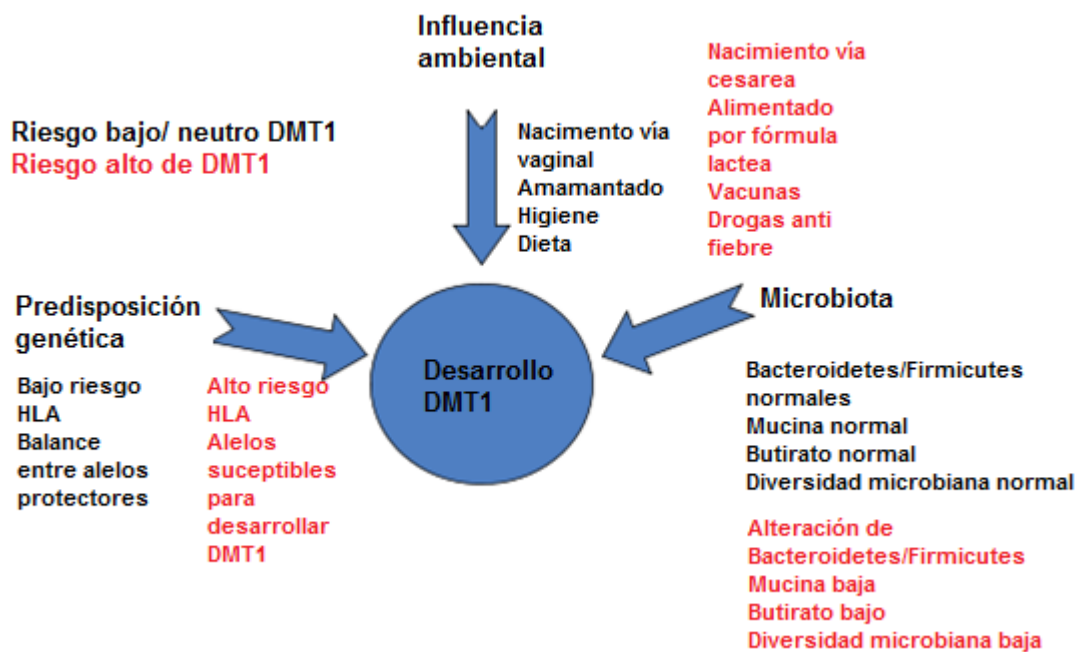 Influencia
ambiental
Nacimiento vía
cesarea
Alimentado
por fórmula
lactea
Vacunas
Drogas anti
fiebre
Riesgo bajo/ neutro DMT1
Riesgo alto de DMT1
Nacimento vía
vaginal
Amamantado
Higiene
Dieta
Predisposición
genética
Microbiota
Desarrollo
DMT1
Bajo riesgo
HLA
Balance
entre alelos
protectores
Alto riesgo
HLA
Alelos
suceptibles
para
desarrollar
DMT1
Bacteroidetes/Firmicutes
normales
Mucina normal
Butirato normal
Diversidad microbiana normal
Alteración de
Bacteroidetes/Firmicutes
Mucina baja
Butirato bajo
Diversidad microbiana baja